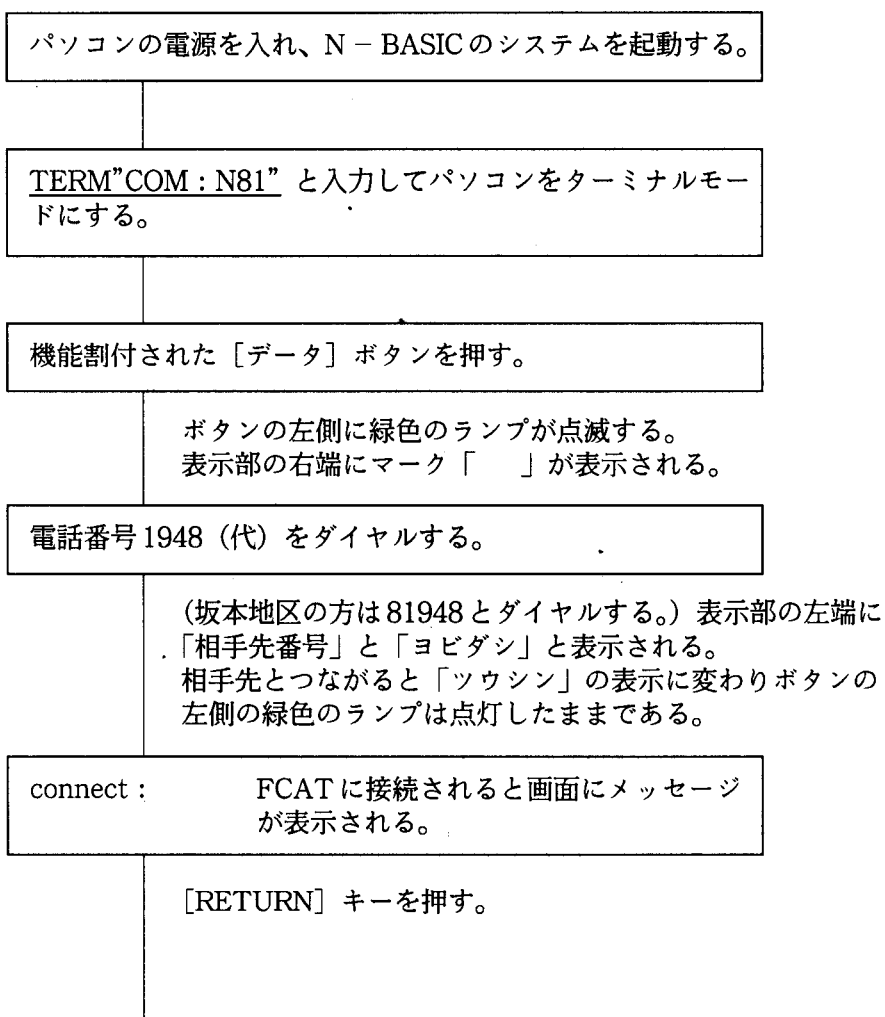 パソコンの電源を入れ、N－BASICのシステムを起動する。
TERM”COM：N81” と入力してパソコンをターミナルモー
ドにする。
機能割付された［データ］ボタンを押す。
ボタンの左側に緑色のランプが点滅する。
表示部の右端にマーク「　　」が表示される。
電話番号1948（代）をダイヤルする。
（坂本地区の方は81948とダイヤルする。）表示部の左端に
「相手先番号」と「ヨビダシ」と表示される。
相手先とつながると「ツウシン」の表示に変わりボタンの
左側の緑色のランプは点灯したままである。
connect：　　　FCATに接続されると画面にメッセージ
が表示される。
［RETURN］キーを押す。